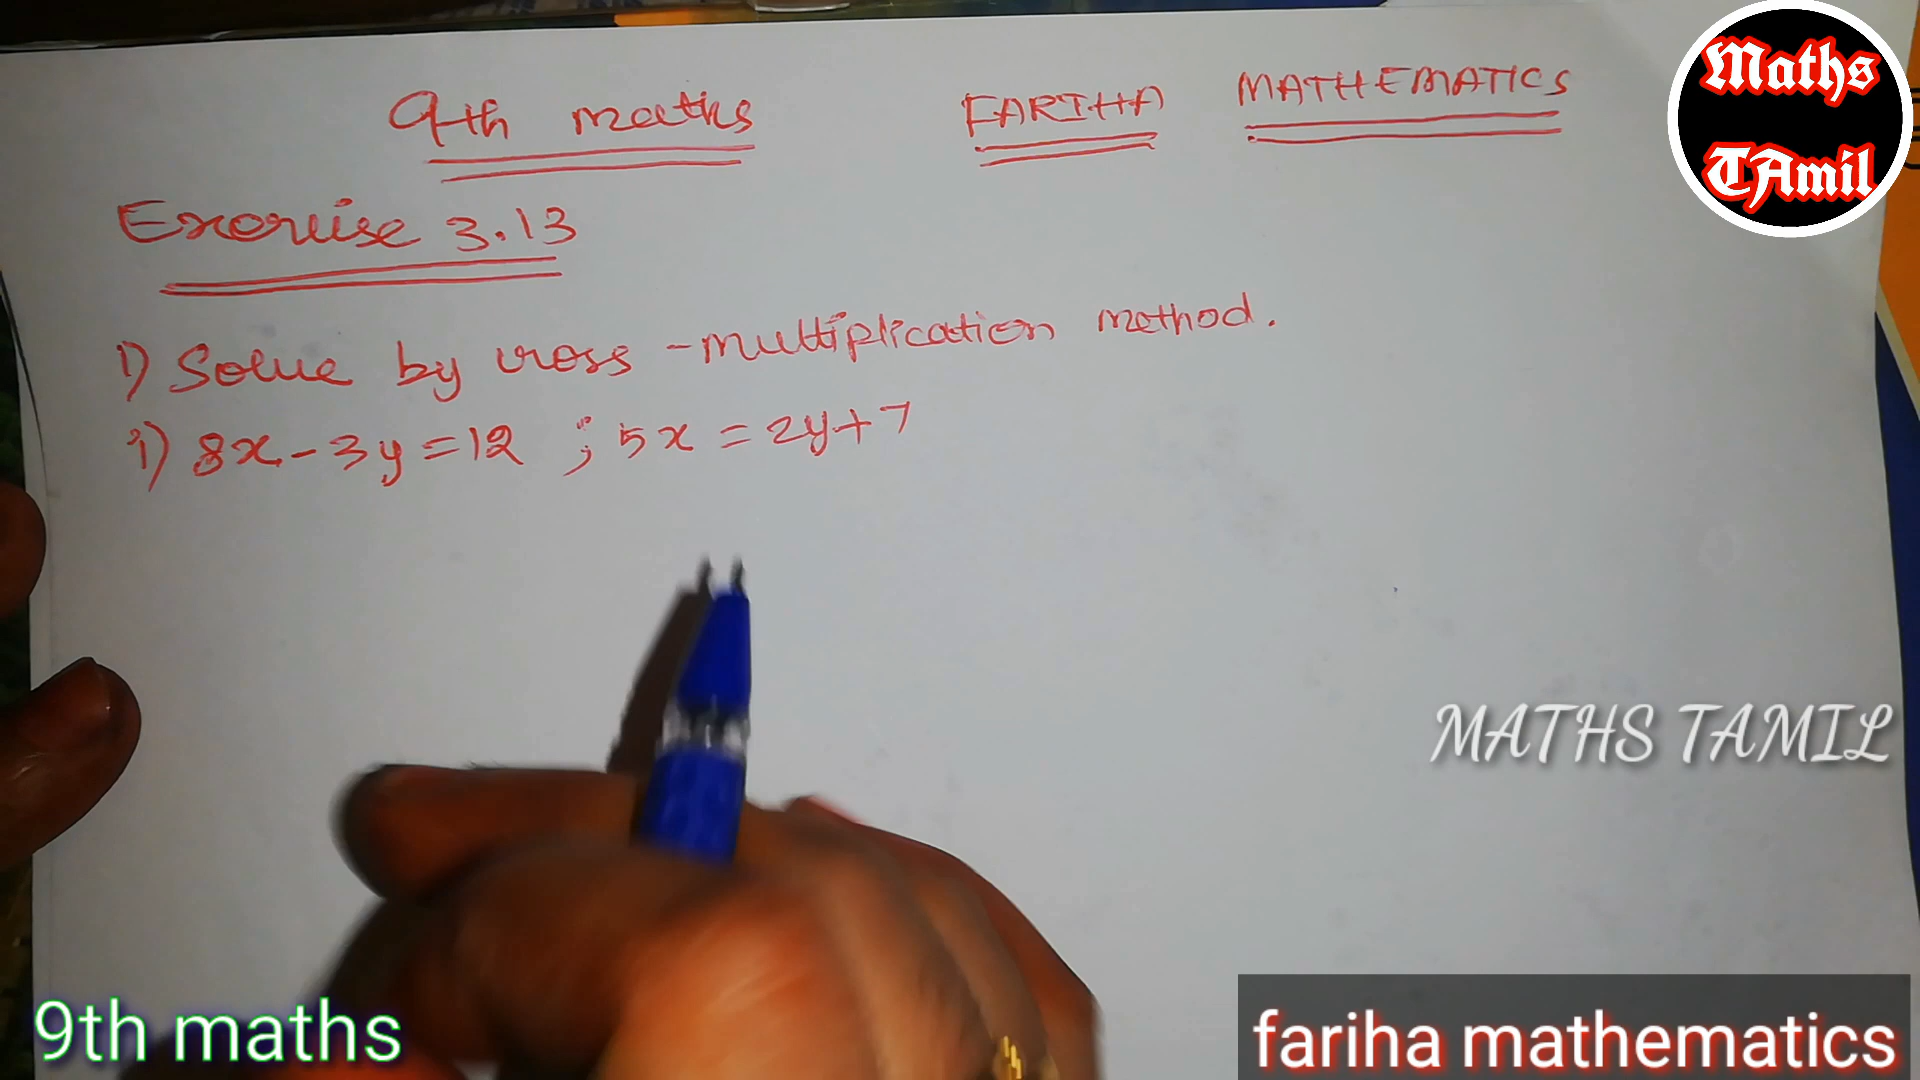 9th maths FARIHA MATHEMATICS
Maths
TAmil
Exercise 3.13
1) Solve by cross-multiplication method.
i) 8x - 3y = 12 ; 5x = 2y + 7
MATHS TAMIL
9th maths
fariha mathematics